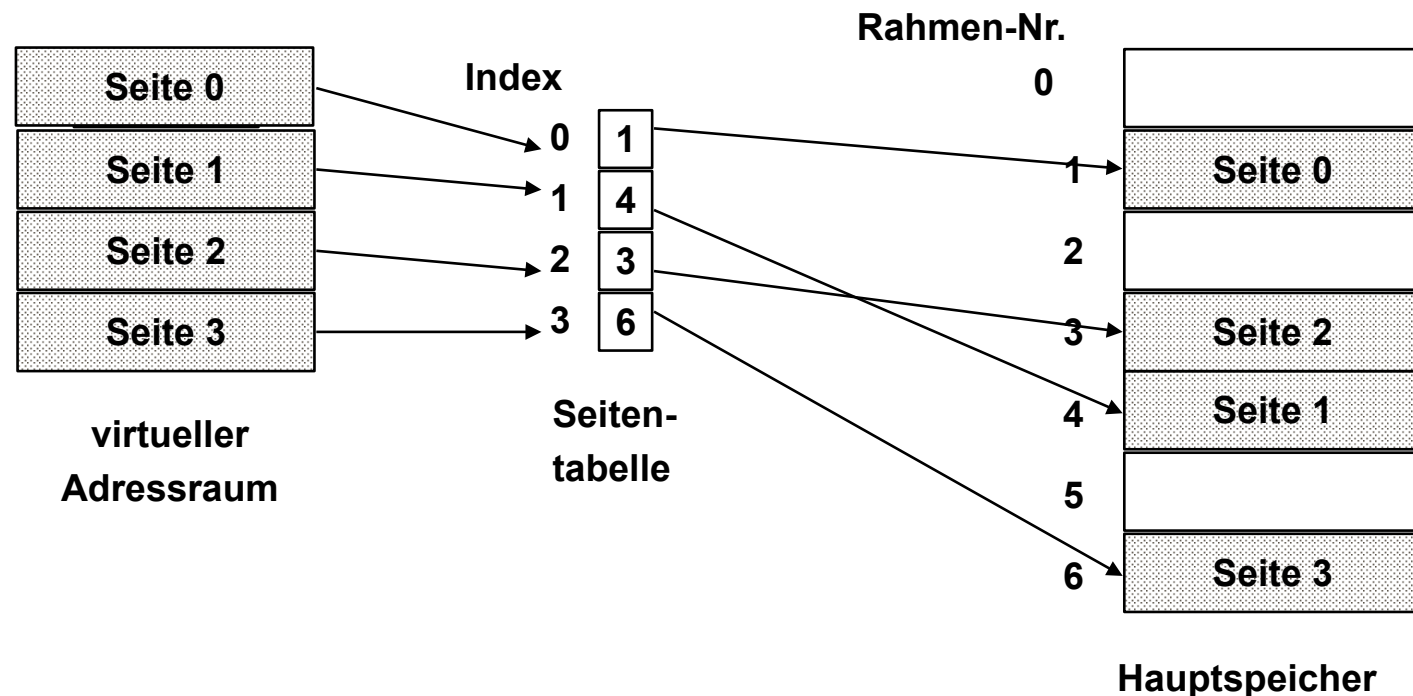 Rahmen-Nr.
Seite 0
Seite 1
Seite 2
Seite 3
virtueller
Adressraum
Index
0 1
1 4
2 3
3 6
Seiten-
tabelle
0
1 Seite 0
2
3 Seite 2
4 Seite 1
5
6 Seite 3
Hauptspeicher